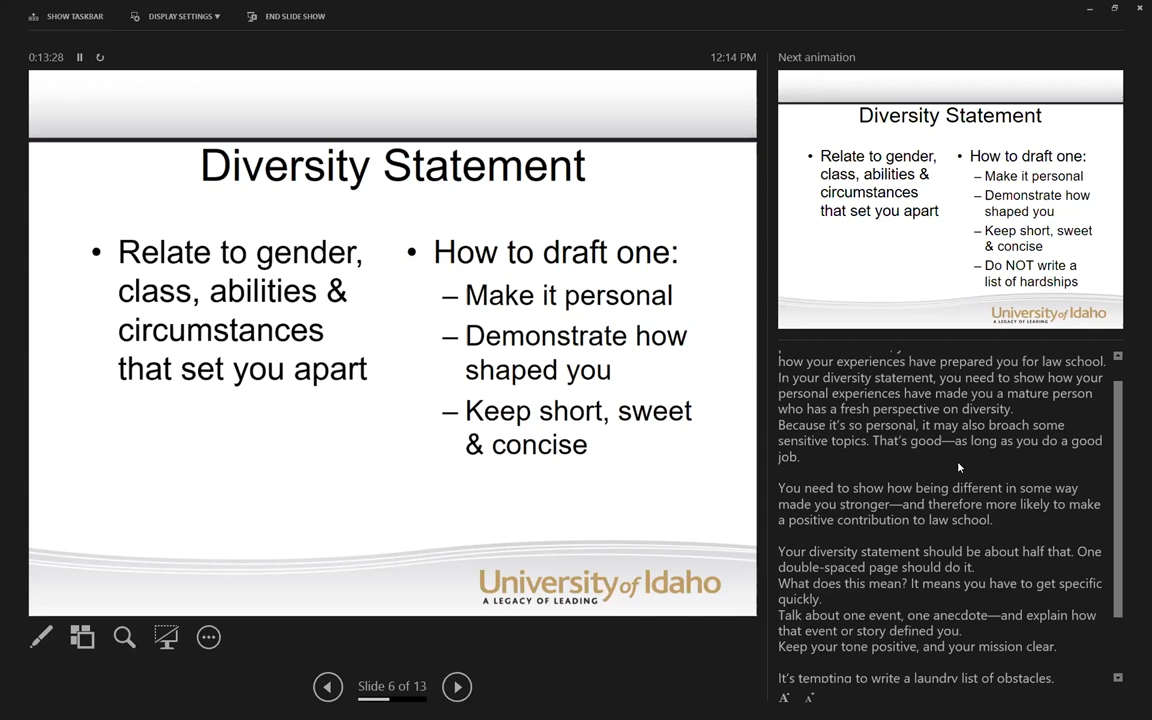 SHOW TASKBAR
DISPLAY SETTINGS ▼
END SLIDE SHOW
0:13:28
12:14 PM
Diversity Statement
• Relate to gender,
class, abilities &
circumstances
that set you apart
• How to draft one:
– Make it personal
– Demonstrate how
shaped you
– Keep short, sweet
& concise
University of Idaho
A LEGACY OF LEADING
Slide 6 of 13
Next animation
Diversity Statement
• Relate to gender,
class, abilities &
circumstances
that set you apart
• How to draft one:
– Make it personal
– Demonstrate how
shaped you
– Keep short, sweet
& concise
– Do NOT write a
list of hardships
University of Idaho
A LEGACY OF LEADING
how your experiences have prepared you for law school.
In your diversity statement, you need to show how your
personal experiences have made you a mature person
who has a fresh perspective on diversity.
Because it's so personal, it may also broach some
sensitive topics. That's good—as long as you do a good
job.
You need to show how being different in some way
made you stronger—and therefore more likely to make
a positive contribution to law school.
Your diversity statement should be about half that. One
double-spaced page should do it.
What does this mean? It means you have to get specific
quickly.
Talk about one event, one anecdote—and explain how
that event or story defined you.
Keep your tone positive, and your mission clear.
It's tempting to write a laundry list of obstacles.
A A